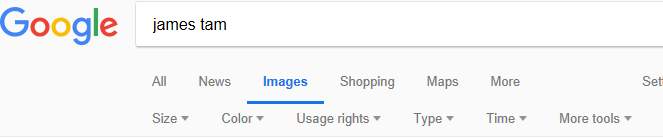 Google james tam
All News Images Shopping Maps More
Size Color Usage rights Type Time More tools